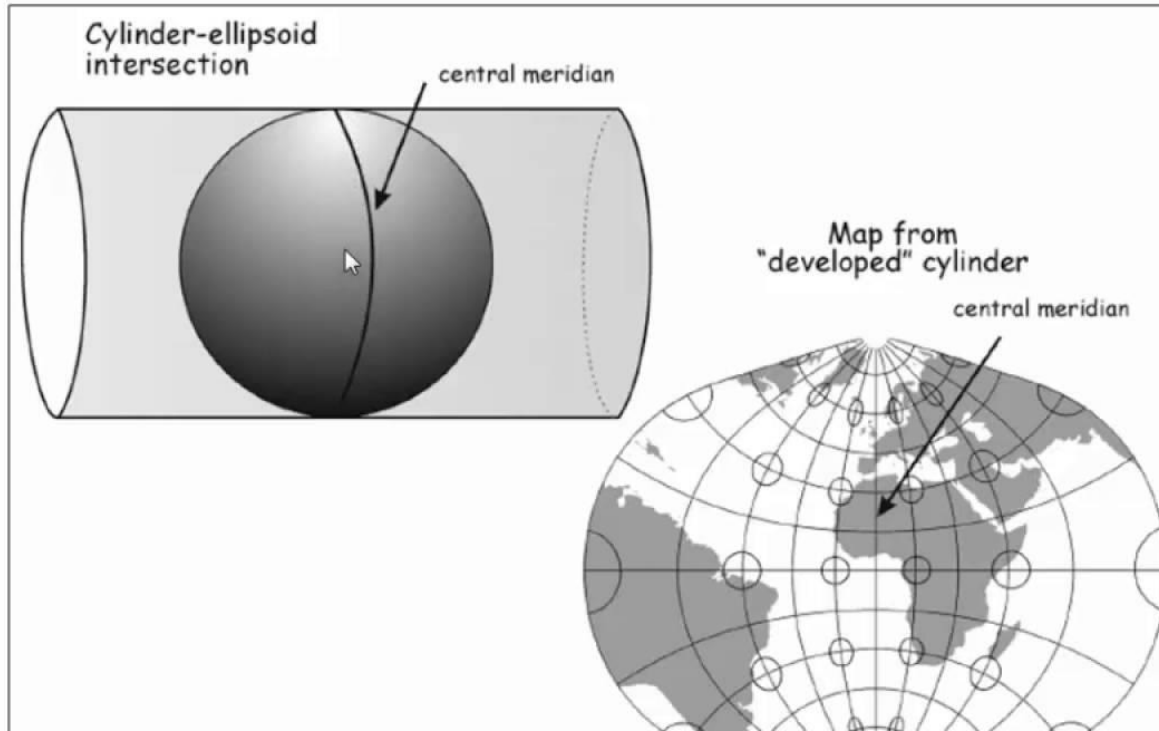 Cylinder-ellipsoid
intersection
central meridian
Map from
"developed" cylinder
central meridian